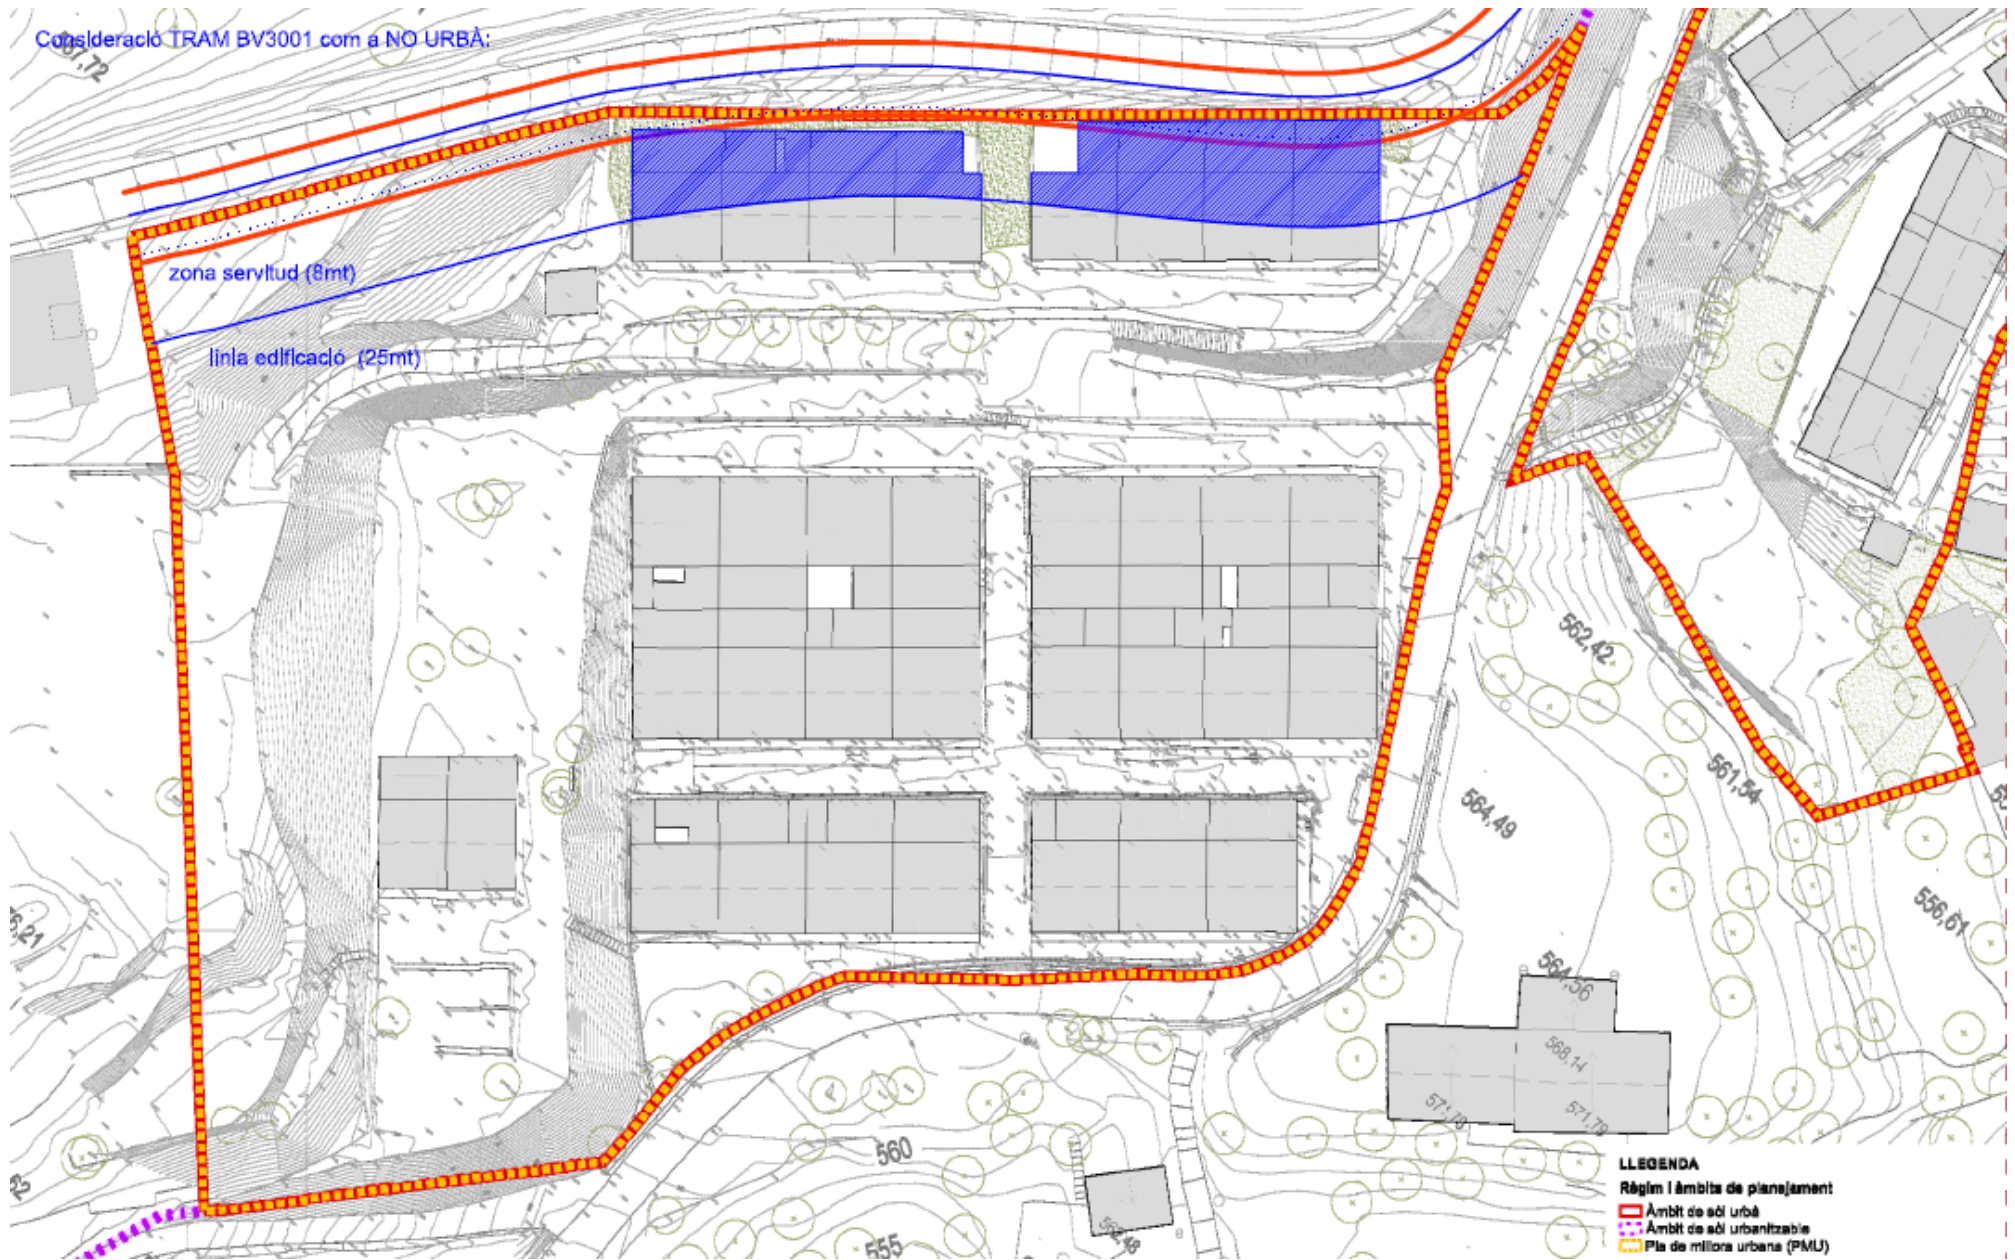 Consideració TRAM BV3001 com a NO URBÀ:
zona servitud (8mt)
línia edificació (25mt)
562,42
561,54
564,49
556,61
564,56
568,14
571,79
560
555
LLEGENDA
Règim i àmbits de planejament
Àmbit de sòl urbà
Àmbit de sòl urbanitzable
Pla de millora urbana (PMU)